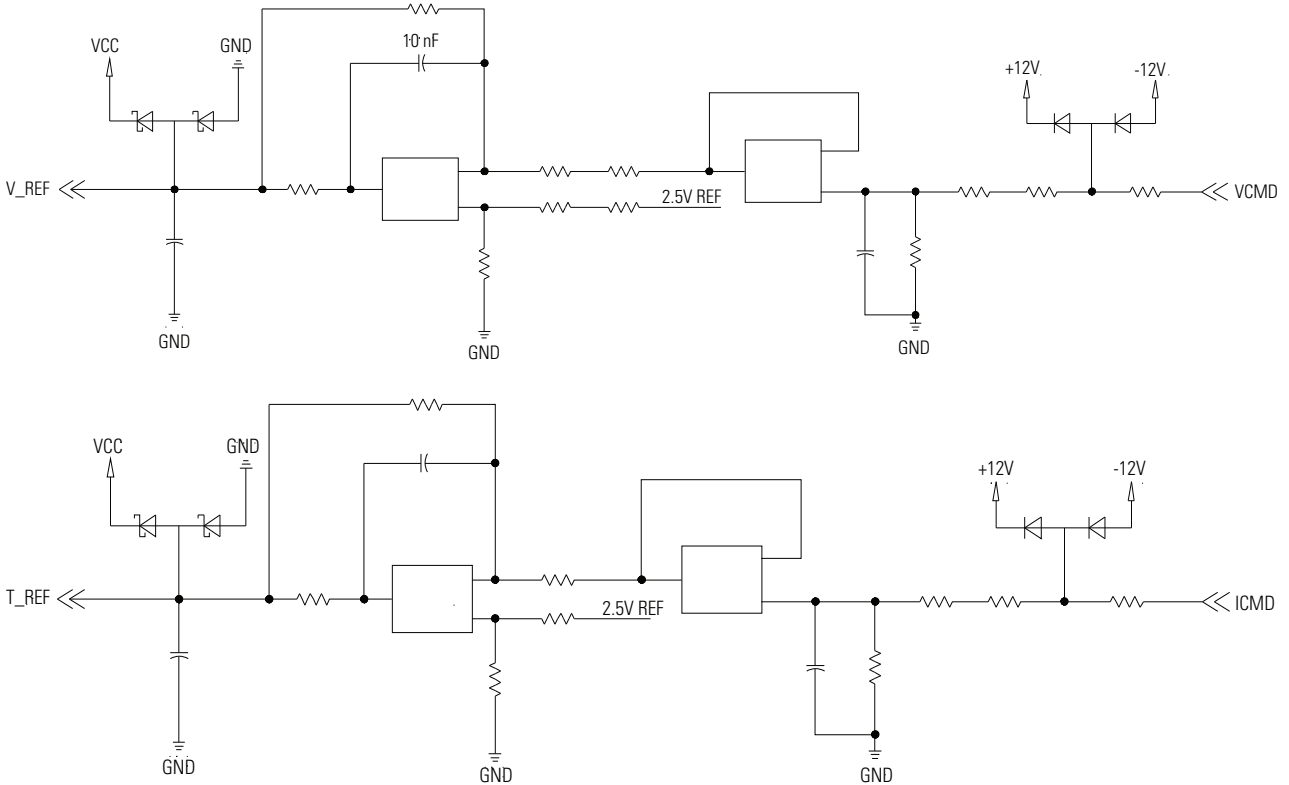 10 nF
VCC
GND
+12V
-12V
V_REF
2.5V REF
VCMD
GND
GND
GND
VCC
GND
+12V
-12V
T_REF
2.5V REF
ICMD
GND
GND
GND